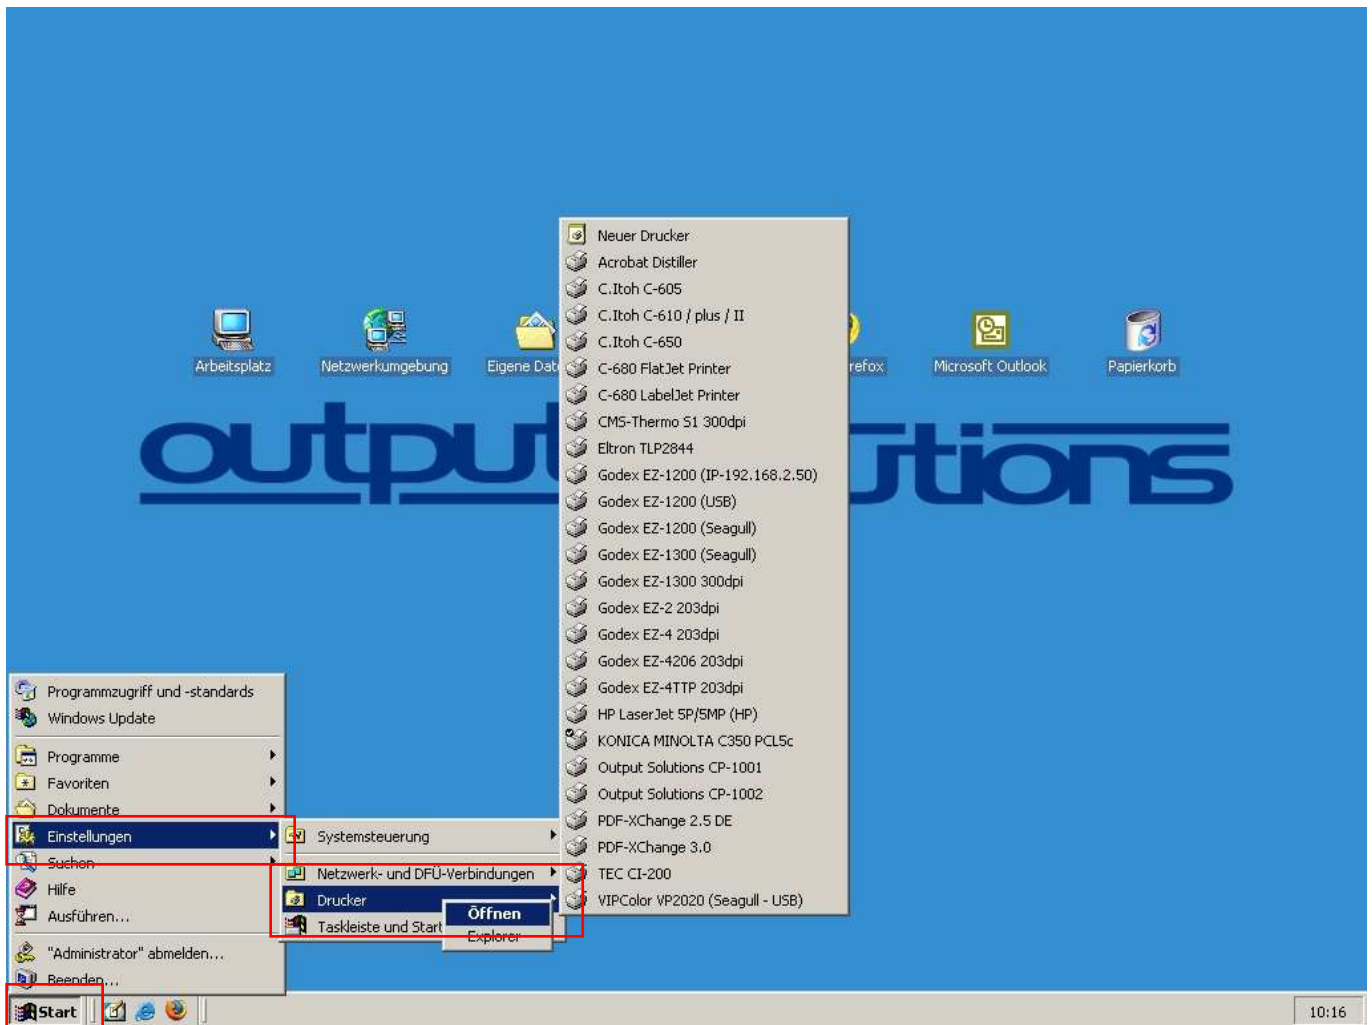 Neuer Drucker
Acrobat Distiller
C.Itoh C-605
C.Itoh C-610 / plus / II
C.Itoh C-650
C-680 FlatJet Printer
C-680 LabelJet Printer
CMS-Thermo S1 300dpi
Eltron TLP2844
Godex EZ-1200 (IP-192.168.2.50)
Godex EZ-1200 (USB)
Godex EZ-1200 (Seagull)
Godex EZ-1300 (Seagull)
Godex EZ-1300 300dpi
Godex EZ-2 203dpi
Godex EZ-4 203dpi
Godex EZ-4206 203dpi
Godex EZ-4TTP 203dpi
HP LaserJet 5P/5MP (HP)
KONICA MINOLTA C350 PCL5c
Output Solutions CP-1001
Output Solutions CP-1002
PDF-XChange 2.5 DE
PDF-XChange 3.0
TEC CI-200
VIPColor VP2020 (Seagull - USB)
Arbeitsplatz
Netzwerkumgebung
Eigene Dat
refox
Microsoft Outlook
Papierkorb
output utions
Programmzugriff und -standards
Windows Update
Programme
Favoriten
Dokumente
Einstellungen
Suchen
Hilfe
Ausführen...
"Administrator" abmelden...
Beenden...
Systemsteuerung
Netzwerk- und DFÜ-Verbindungen
Drucker
Taskleiste und Start
Öffnen
Explorer
Start
10:16